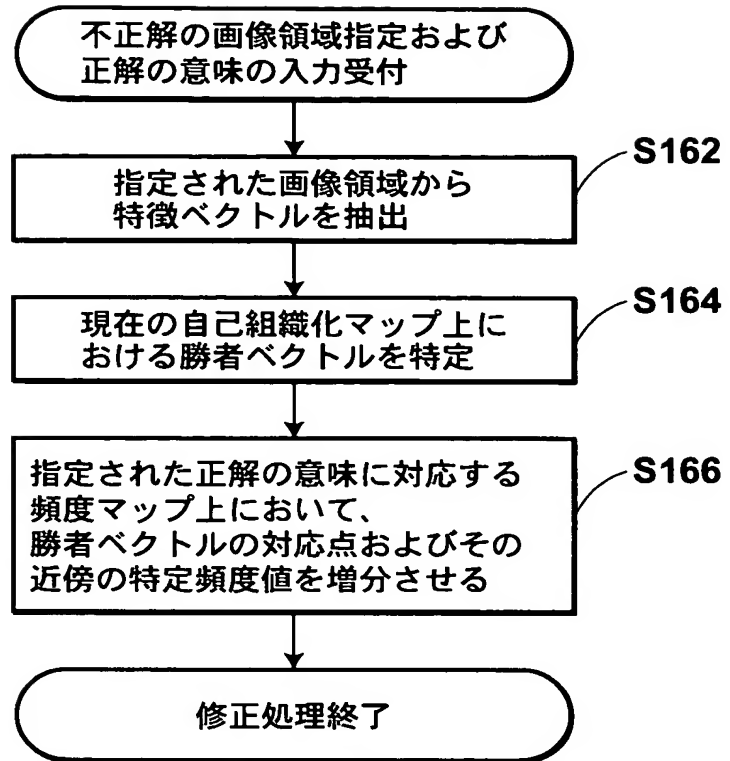 不正解の画像領域指定および
正解の意味の入力受付
S162
指定された画像領域から
特徴ベクトルを抽出
S164
現在の自己組織化マップ上に
おける勝者ベクトルを特定
S166
指定された正解の意味に対応する
頻度マップ上において、
勝者ベクトルの対応点およびその
近傍の特定頻度値を増分させる
修正処理終了